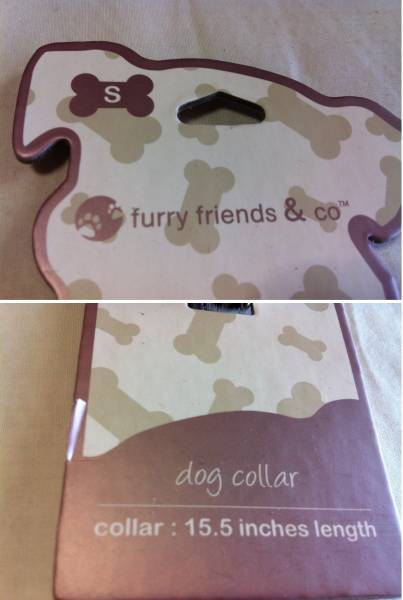 S
furry friends & co™
dog collar
collar : 15.5 inches length